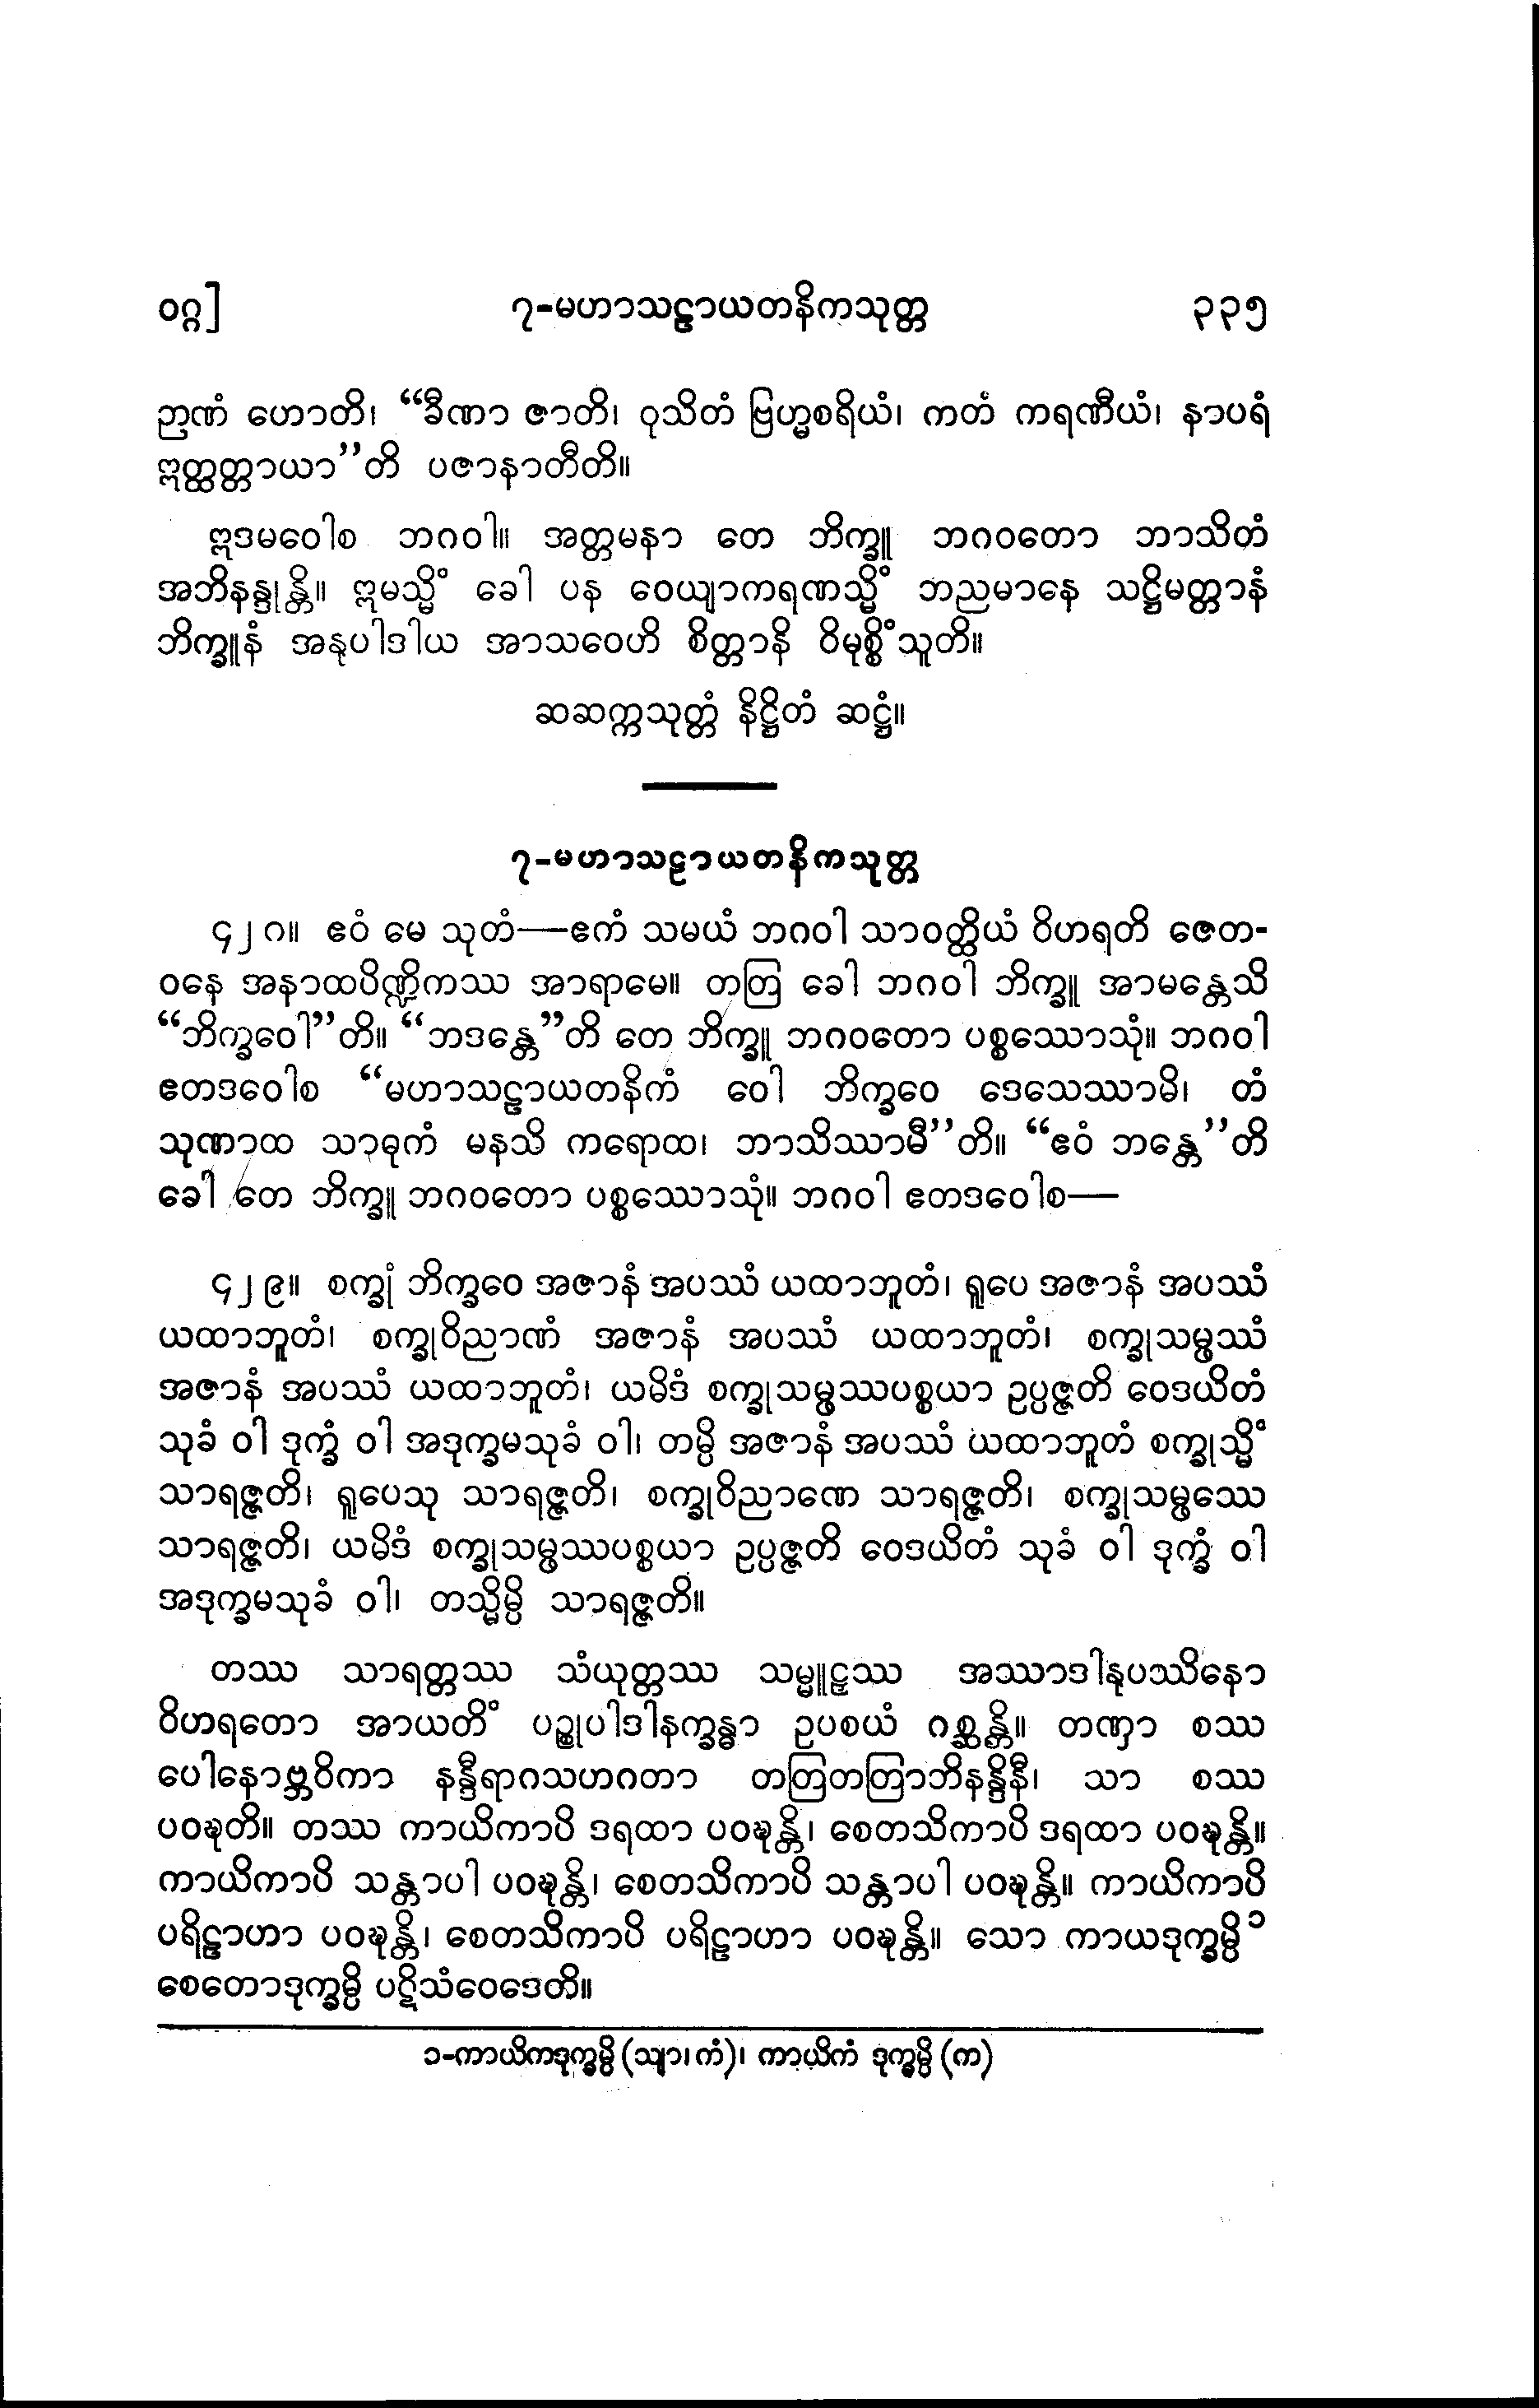 ၀ဂ္ဂ] ၇-မဟာသဠာယတနိကသုတ္တ ၃၃၅
ဉာဏံ ဟောတိ၊ “ခီဏာ ဇာတိ၊ ဝုသိတံ ဗြဟ္မစရိယံ၊ ကတံ ကရဏီယံ၊ နာပရံ
ဣတ္ထတ္တာယာ”တိ ပဇာနာတီတိ။
ဣဒမဝေါစ ဘဂဝါ။ အတ္တမနာ တေ ဘိက္ခူ ဘဂဝတော ဘာသိတံ
အဘိနန္ဒုန္တိ။ ဣမသ္မိံ ခေါ ပန ဝေယျာကရဏသ္မိံ ဘညမာနေ သဋ္ဌိမတ္တာနံ
ဘိက္ခူနံ အနုပါဒါယ အာသဝေဟိ စိတ္တာနိ ဝိမုစ္စိံသူတိ။
ဆဆက္ကသုတ္တံ နိဋ္ဌိတံ ဆဋ္ဌံ။
၇-မဟာသဠာယတနိကသုတ္တ
၄၂၈။ ဧဝံ မေ သုတံ—ဧကံ သမယံ ဘဂဝါ သာဝတ္ထိယံ ဝိဟရတိ ဇေတ-
ဝနေ အနာထပိဏ္ဍိကဿ အာရာမေ။ တတြ ခေါ ဘဂဝါ ဘိက္ခူ အာမန္တေသိ
“ဘိက္ခဝေါ”တိ။ “ဘဒန္တေ”တိ တေ ဘိက္ခူ ဘဂဝတော ပစ္စဿောသုံ။ ဘဂဝါ
ဧတဒဝေါစ “မဟာသဠာယတနိကံ ဝေါ ဘိက္ခဝေ ဒေသေဿာမိ၊ တံ
သုဏာထ သာဓုကံ မနသိ ကရောထ၊ ဘာသိဿာမီ”တိ။ “ဧဝံ ဘန္တေ”တိ
ခေါ တေ ဘိက္ခူ ဘဂဝတော ပစ္စဿောသုံ။ ဘဂဝါ ဧတဒဝေါစ—
၄၂၉။ စက္ခုံ ဘိက္ခဝေ အဇာနံ အပဿံ ယထာဘူတံ၊ ရူပေ အဇာနံ အပဿံ
ယထာဘူတံ၊ စက္ခုဝိညာဏံ အဇာနံ အပဿံ ယထာဘူတံ၊ စက္ခုသမ္ဖဿံ
အဇာနံ အပဿံ ယထာဘူတံ၊ ယမိဒံ စက္ခုသမ္ဖဿပစ္စယာ ဥပ္ပဇ္ဇတိ ဝေဒယိတံ
သုခံ ဝါ ဒုက္ခံ ဝါ အဒုက္ခမသုခံ ဝါ၊ တမ္ပိ အဇာနံ အပဿံ ယထာဘူတံ စက္ခုသ္မိံ
သာရဇ္ဇတိ၊ ရူပေသု သာရဇ္ဇတိ၊ စက္ခုဝိညာဏေ သာရဇ္ဇတိ၊ စက္ခုသမ္ဖဿေ
သာရဇ္ဇတိ၊ ယမိဒံ စက္ခုသမ္ဖဿပစ္စယာ ဥပ္ပဇ္ဇတိ ဝေဒယိတံ သုခံ ဝါ ဒုက္ခံ ဝါ
အဒုက္ခမသုခံ ဝါ၊ တသ္မိမ္ပိ သာရဇ္ဇတိ။
တဿ သာရတ္တဿ သံယုတ္တဿ သမ္မူဠှဿ အဿာဒါနုပဿိနော
ဝိဟရတော အာယတိံ ပဉ္စုပါဒါနက္ခန္ဓာ ဥပစယံ ဂစ္ဆန္တိ။ တဏှာ စဿ
ပေါနောဗ္ဘဝိကာ နန္ဒီရာဂသဟဂတာ တတြတတြာဘိနန္ဒိနီ၊ သာ စဿ
ပဝဍ္ဎတိ။ တဿ ကာယိကာပိ ဒရထာ ပဝဍ္ဎန္တိ၊ စေတသိကာပိ ဒရထာ ပဝဍ္ဎန္တိ။
ကာယိကာပိ သန္တာပါ ပဝဍ္ဎန္တိ၊ စေတသိကာပိ သန္တာပါ ပဝဍ္ဎန္တိ။ ကာယိကာပိ
ပရိဠာဟာ ပဝဍ္ဎန္တိ၊ စေတသိကာပိ ပရိဠာဟာ ပဝဍ္ဎန္တိ။ သော ကာယဒုက္ခမ္ပိ ၁
စေတောဒုက္ခမ္ပိ ပဋိသံဝေဒေတိ။
၁-ကာယိကဒုက္ခမ္ပိ (သျာ၊ ကံ)၊ ကာယိကံ ဒုက္ခမ္ပိ (က)